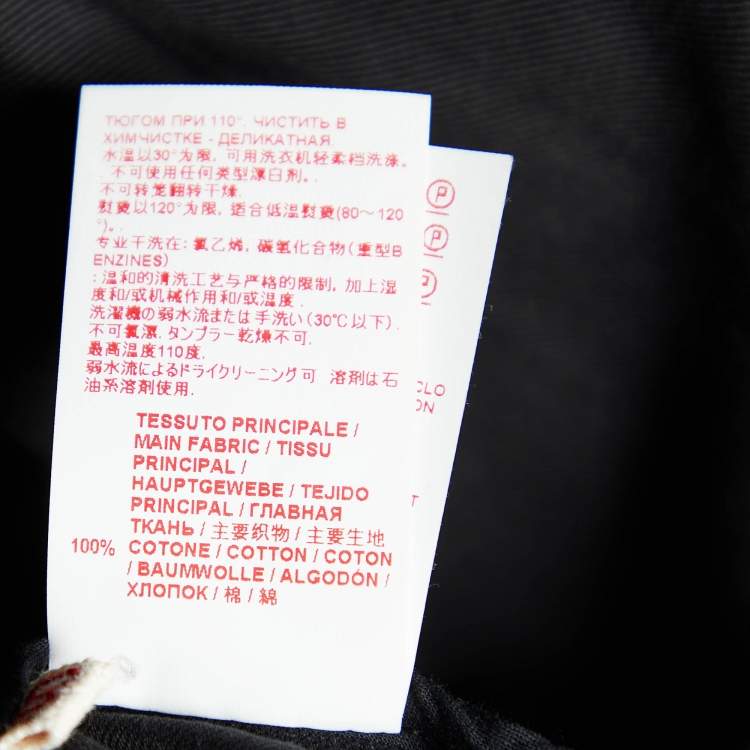 ТЮГОМ ПРИ 110°. ЧИСТИТЬ В
ХИМЧИСТКЕ - ДЕЛИКАТНАЯ.
水温以30°为限, 可用洗衣机轻柔档洗涤.
. 不可使用任何类型漂白剂。.
不可转笼翻转干燥.
熨烫以120°为限, 适合低温熨烫(80～120
°)。.
专业干洗在: 氯乙烯, 碳氢化合物(重型B
ENZINES)
: 温和的清洗工艺与严格的限制, 加上湿
度和/或机械作用和/或温度.
洗濯機の弱水流または 手洗い (30℃以下).
不可氯漂. タンブラー乾燥不可.
最高温度110度.
弱水流によるドライクリーニング可 溶剤は石
油系溶剤使用.
TESSUTO PRINCIPALE /
MAIN FABRIC / TISSU
PRINCIPAL /
HAUPTGEWEBE / TEJIDO
PRINCIPAL / ГЛАВНАЯ
ТКАНЬ / 主要织物 / 主要生地
100% COTONE / COTTON / COTON
/ BAUMWOLLE / ALGODÓN /
ХЛОПОК / 棉 / 綿
P
P
P
CLO
ON
T